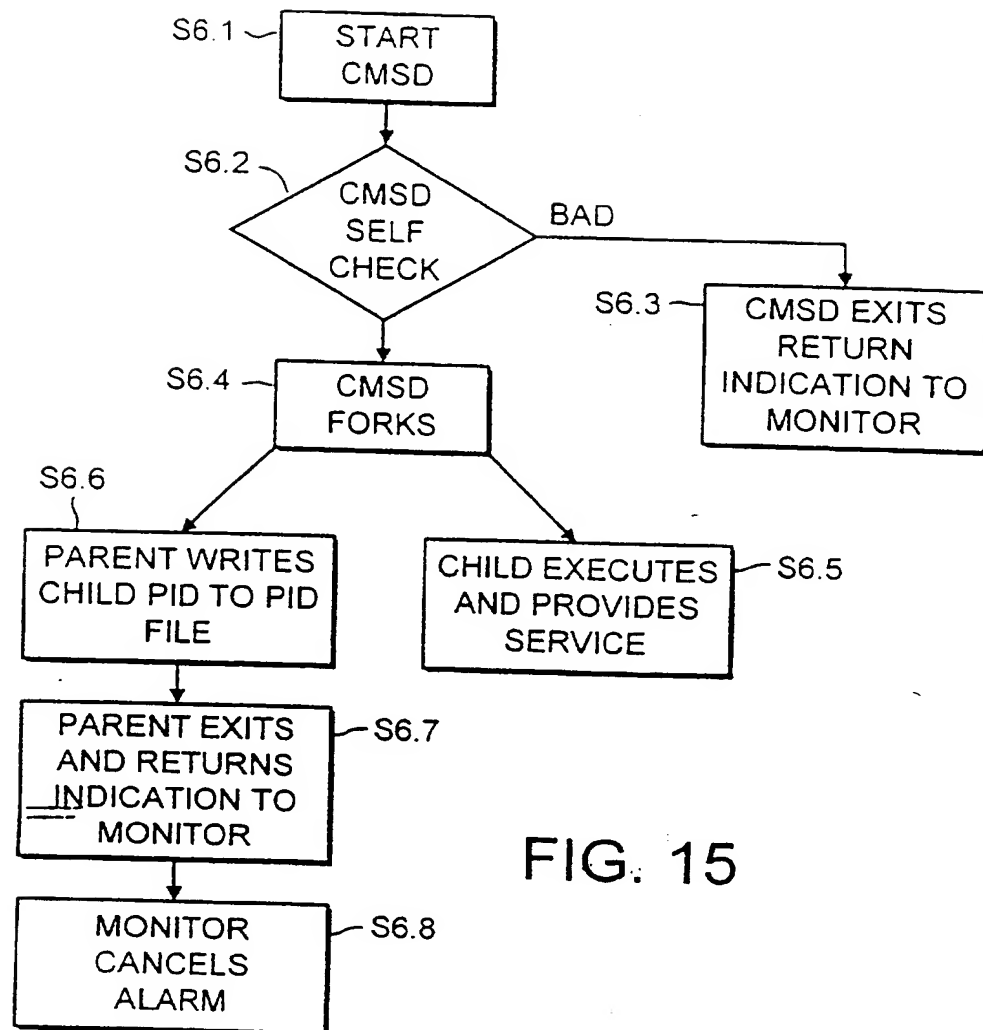 S6.1
START
CMSD
S6.2
CMSD
SELF
CHECK
BAD
S6.3
CMSD EXITS
RETURN
INDICATION TO
MONITOR
S6.4
CMSD
FORKS
S6.6
PARENT WRITES
CHILD PID TO PID
FILE
CHILD EXECUTES
AND PROVIDES
SERVICE
S6.5
PARENT EXITS
AND RETURNS
INDICATION TO
MONITOR
S6.7
MONITOR
CANCELS
ALARM
S6.8
FIG. 15